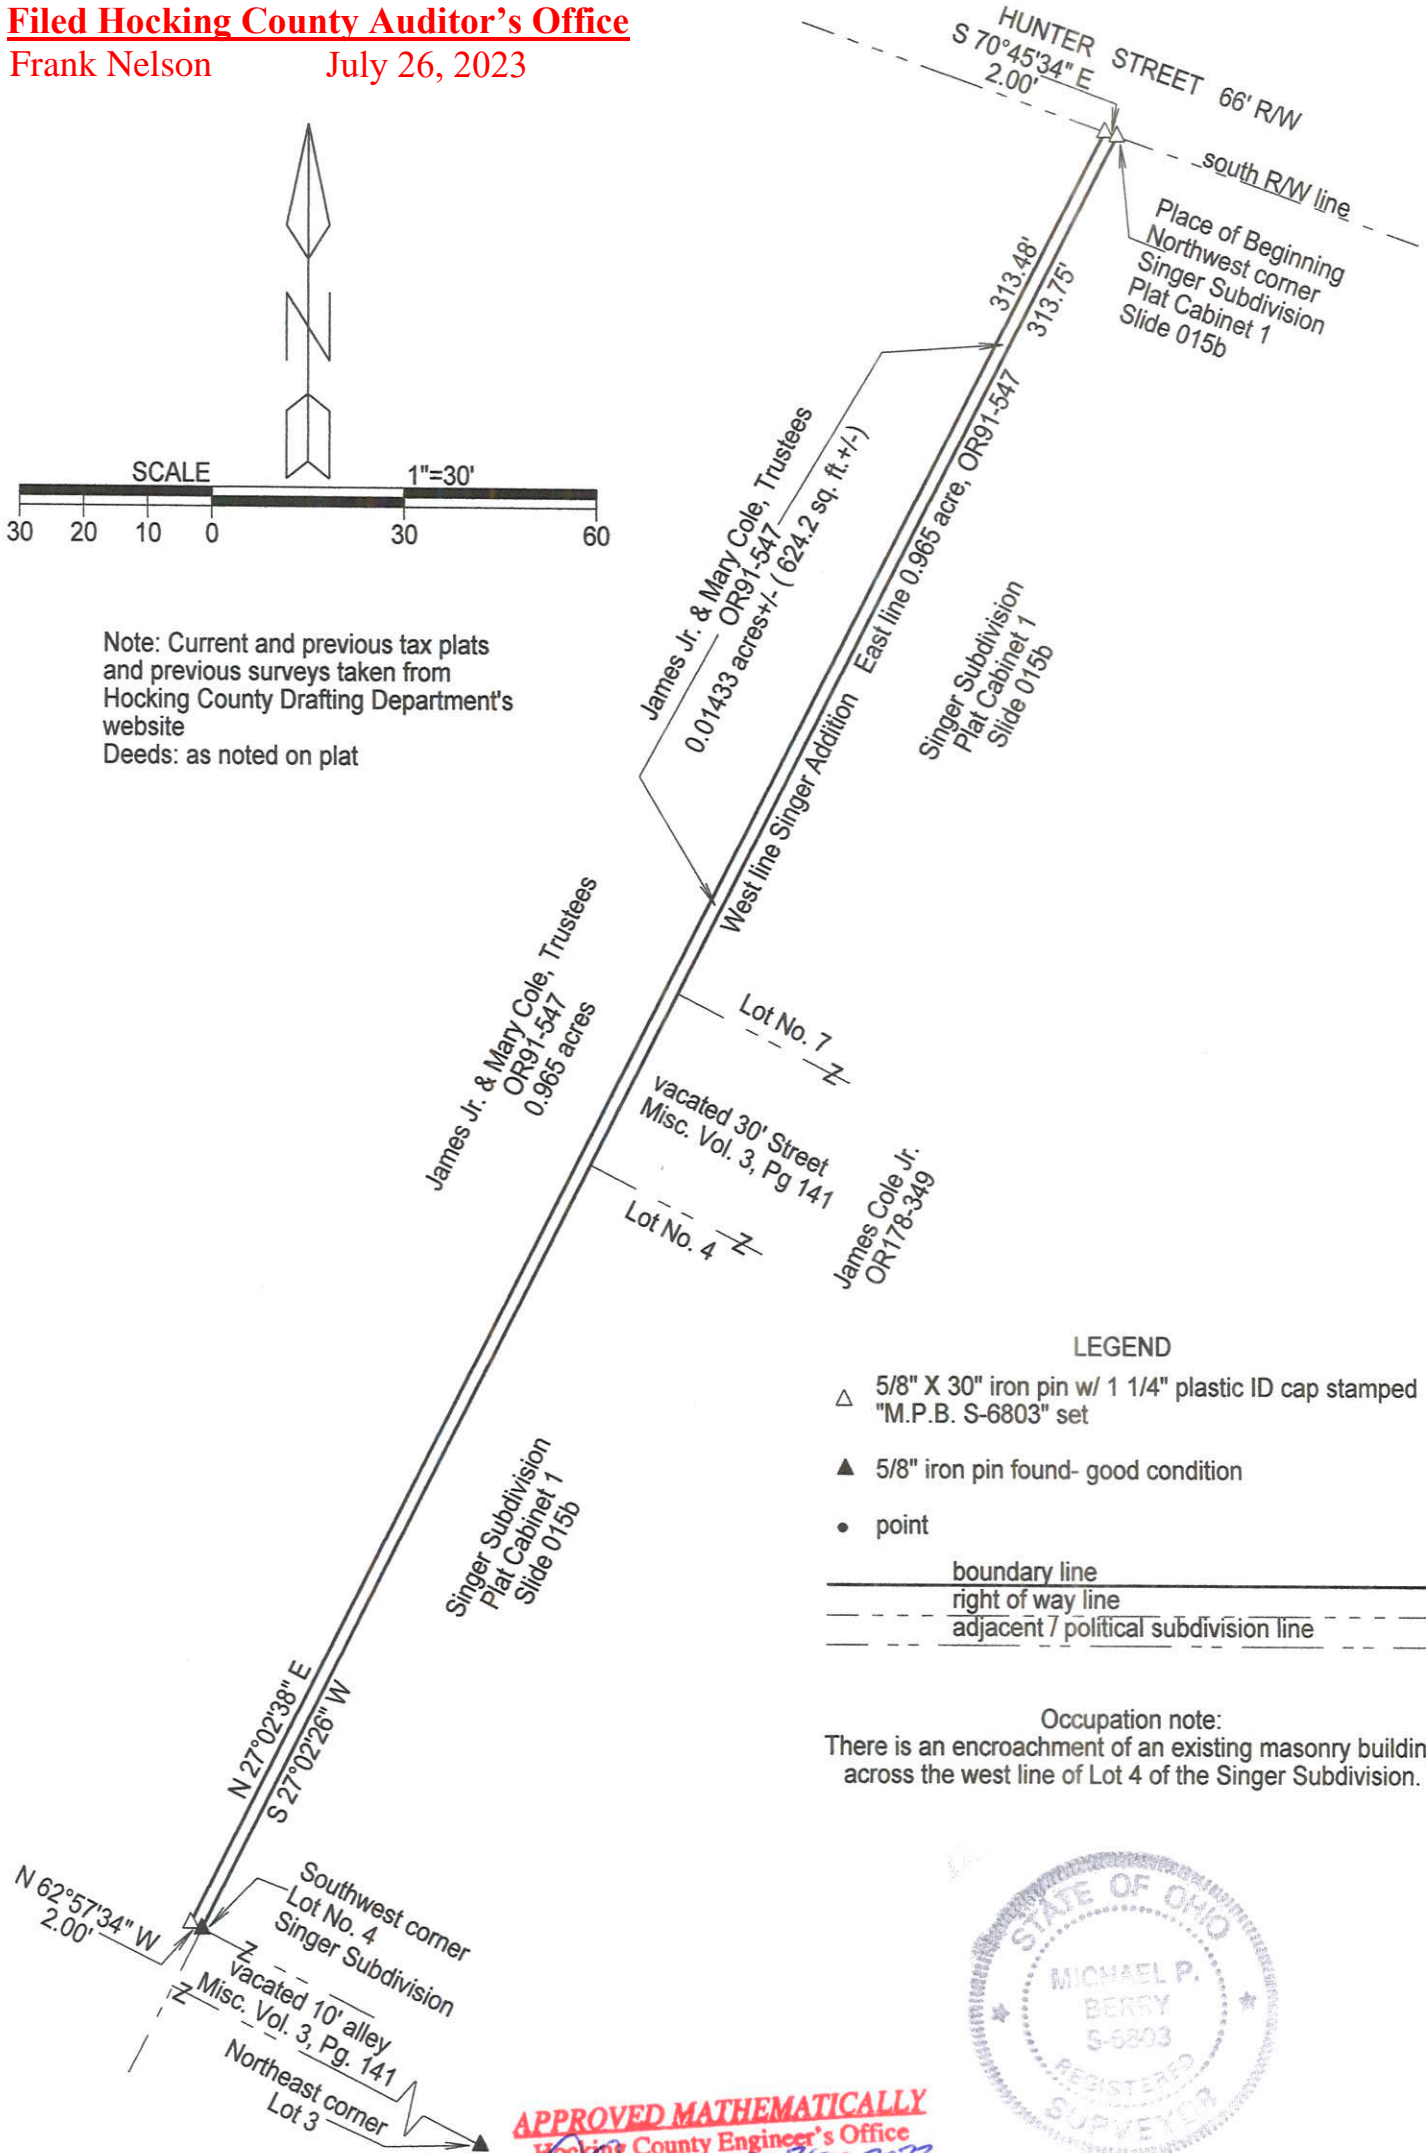 Filed Hocking County Auditor's Office
Frank Nelson July 26, 2023
HUNTER STREET 66' R/W
S 70°45'34" E
2.00'
south R/W line
Place of Beginning
Northwest corner
Singer Subdivision
Plat Cabinet 1
Slide 015b
N
SCALE 1"=30'
30 20 10 0 30 60
313.48'
313.75'
James Jr. & Mary Cole, Trustees
OR91-547
0.01433 acres+/- ( 624.2 sq. ft.+/-)
West line Singer Addition East line 0.965 acre, OR91-547
Singer Subdivision
Plat Cabinet 1
Slide 015b
Note: Current and previous tax plats
and previous surveys taken from
Hocking County Drafting Department's
website
Deeds: as noted on plat
James Jr. & Mary Cole, Trustees
OR91-547
0.965 acres
Lot No. 7
vacated 30' Street
Misc. Vol. 3, Pg 141
Lot No. 4
James Cole Jr.
OR178-349
LEGEND
5/8" X 30" iron pin w/ 1 1/4" plastic ID cap stamped
"M.P.B. S-6803" set
5/8" iron pin found- good condition
point
boundary line
right of way line
adjacent / political subdivision line
Singer Subdivision
Plat Cabinet 1
Slide 015b
N 27°02'38" E
S 27°02'26" W
Occupation note:
There is an encroachment of an existing masonry buildin
across the west line of Lot 4 of the Singer Subdivision.
N 62°57'34" W
2.00'
Southwest corner
Lot No. 4
Singer Subdivision
vacated 10' alley
Misc. Vol. 3, Pg. 141
Northeast corner
Lot 3
STATE OF OHIO
MICHAEL P.
BERRY
S-6803
REGISTERED
SURVEYOR
APPROVED MATHEMATICALLY
Hocking County Engineer's Office